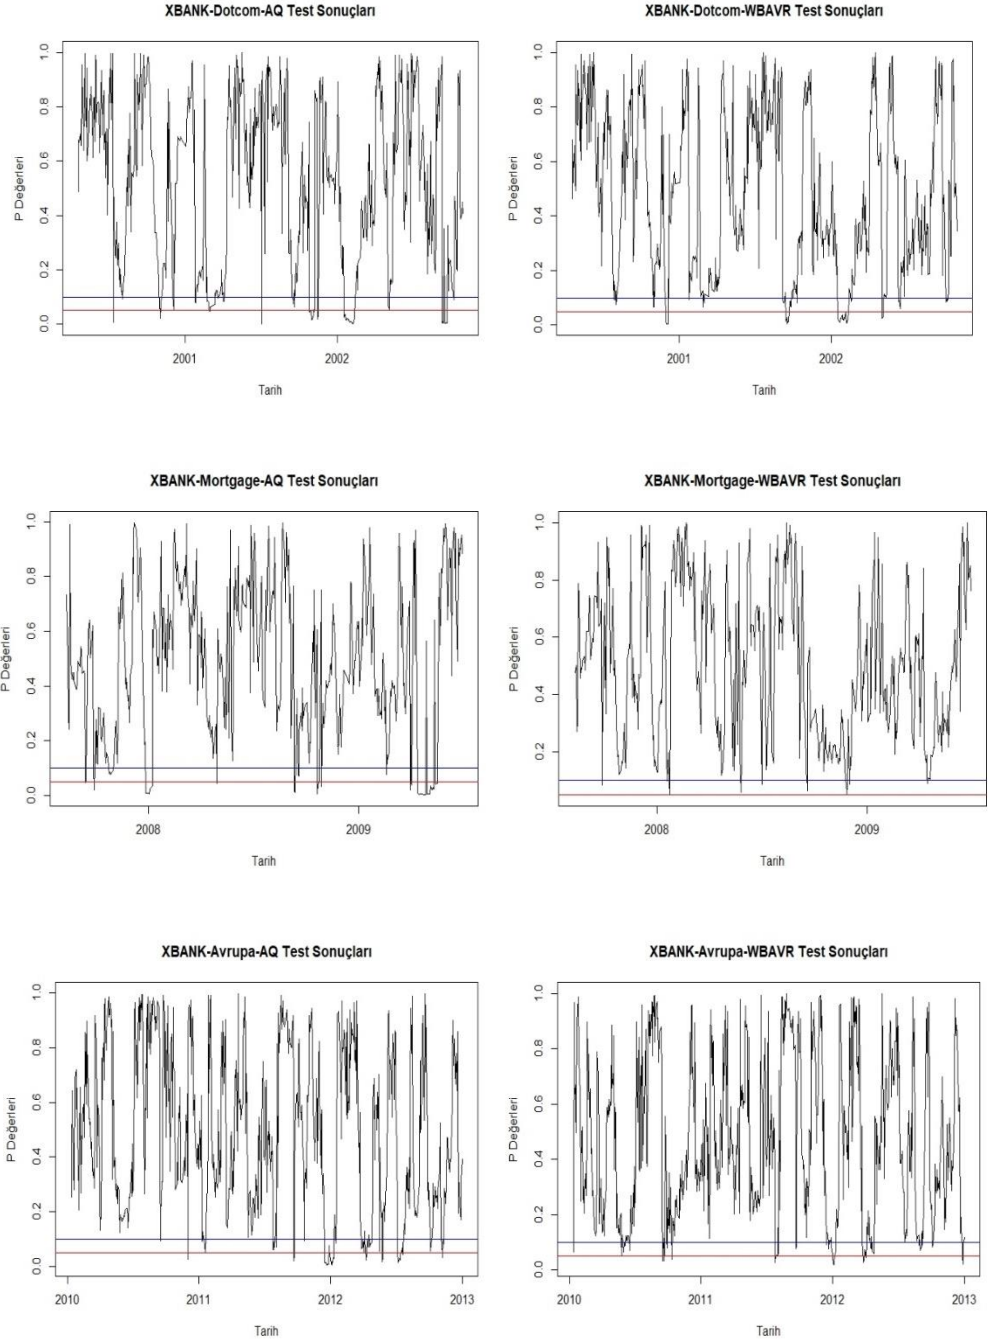 XBANK-Dotcom-AQ Test Sonuçları
P Değerleri
0.0 0.2 0.4 0.6 0.8 1.0
2001 2002
Tarih
XBANK-Dotcom-WBAVR Test Sonuçları
P Değerleri
0.0 0.2 0.4 0.6 0.8 1.0
2001 2002
Tarih
XBANK-Mortgage-AQ Test Sonuçları
P Değerleri
0.0 0.2 0.4 0.6 0.8 1.0
2008 2009
Tarih
XBANK-Mortgage-WBAVR Test Sonuçları
P Değerleri
0.2 0.4 0.6 0.8 1.0
2008 2009
Tarih
XBANK-Avrupa-AQ Test Sonuçları
P Değerleri
0.0 0.2 0.4 0.6 0.8 1.0
2010 2011 2012 2013
Tarih
XBANK-Avrupa-WBAVR Test Sonuçları
P Değerleri
0.0 0.2 0.4 0.6 0.8 1.0
2010 2011 2012 2013
Tarih